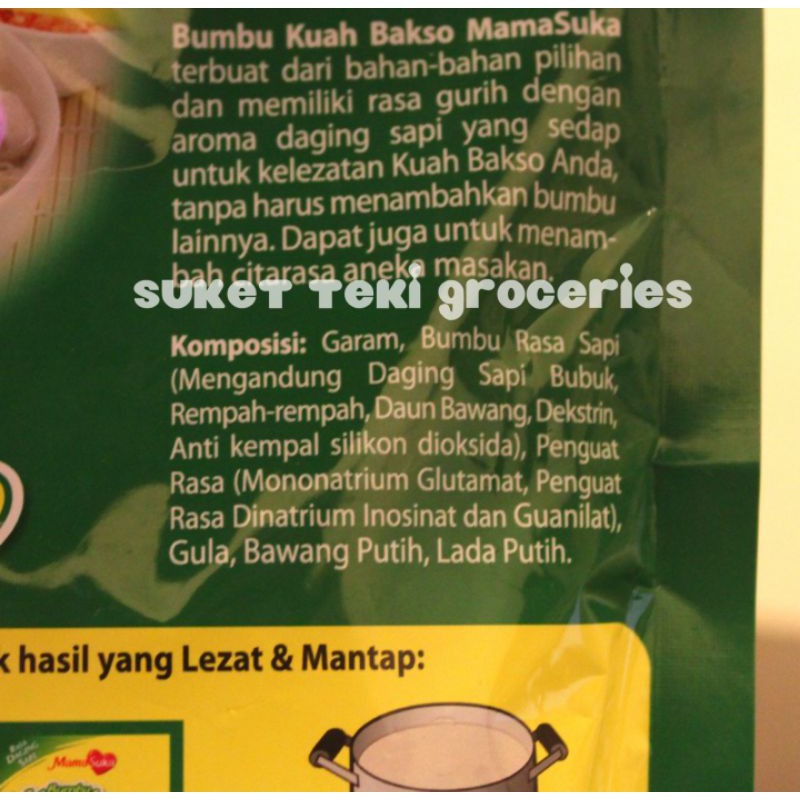 Bumbu Kuah Bakso MamaSuka
terbuat dari bahan-bahan pilihan
dan memiliki rasa gurih dengan
aroma daging sapi yang sedap
untuk kelezatan Kuah Bakso Anda,
tanpa harus menambahkan bumbu
lainnya. Dapat juga untuk menam-
bah citarasa aneka masakan.
SUKET TEKI GROCERIES
Komposisi: Garam, Bumbu Rasa Sapi
(Mengandung Daging Sapi Bubuk,
Rempah-rempah, Daun Bawang, Dekstrin,
Anti kempal silikon dioksida), Penguat
Rasa (Mononatrium Glutamat, Penguat
Rasa Dinatrium Inosinat dan Guanilat),
Gula, Bawang Putih, Lada Putih.
k hasil yang Lezat & Mantap:
Rasa
DAGING
SAPI
MamaSuka